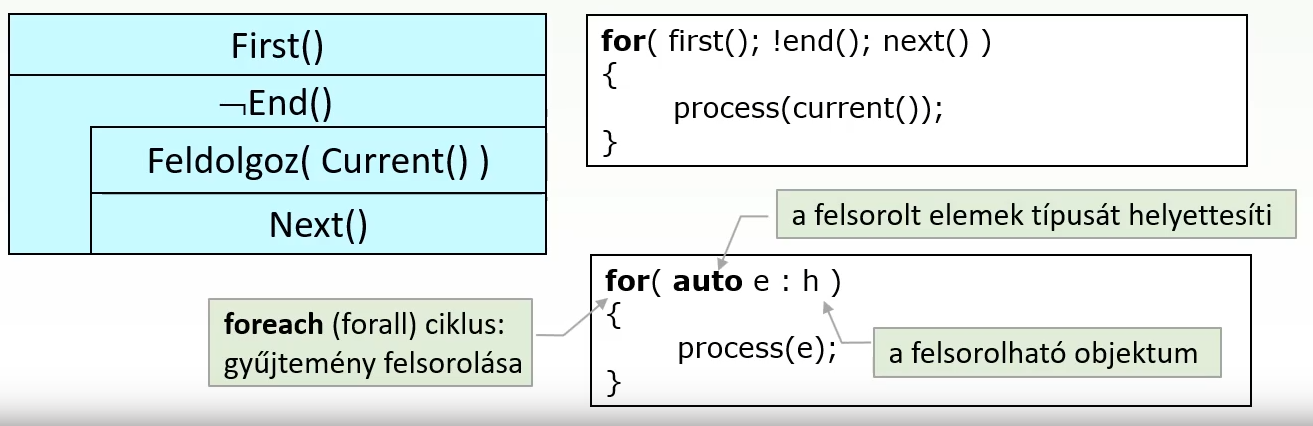 First()
¬End()
Feldolgoz( Current() )
Next()
for( first(); !end(); next() )
{
process(current());
}
a felsorolt elemek típusát helyettesíti
for( auto e : h )
{
process(e);
}
foreach (forall) ciklus:
gyűjtemény felsorolása
a felsorolható objektum